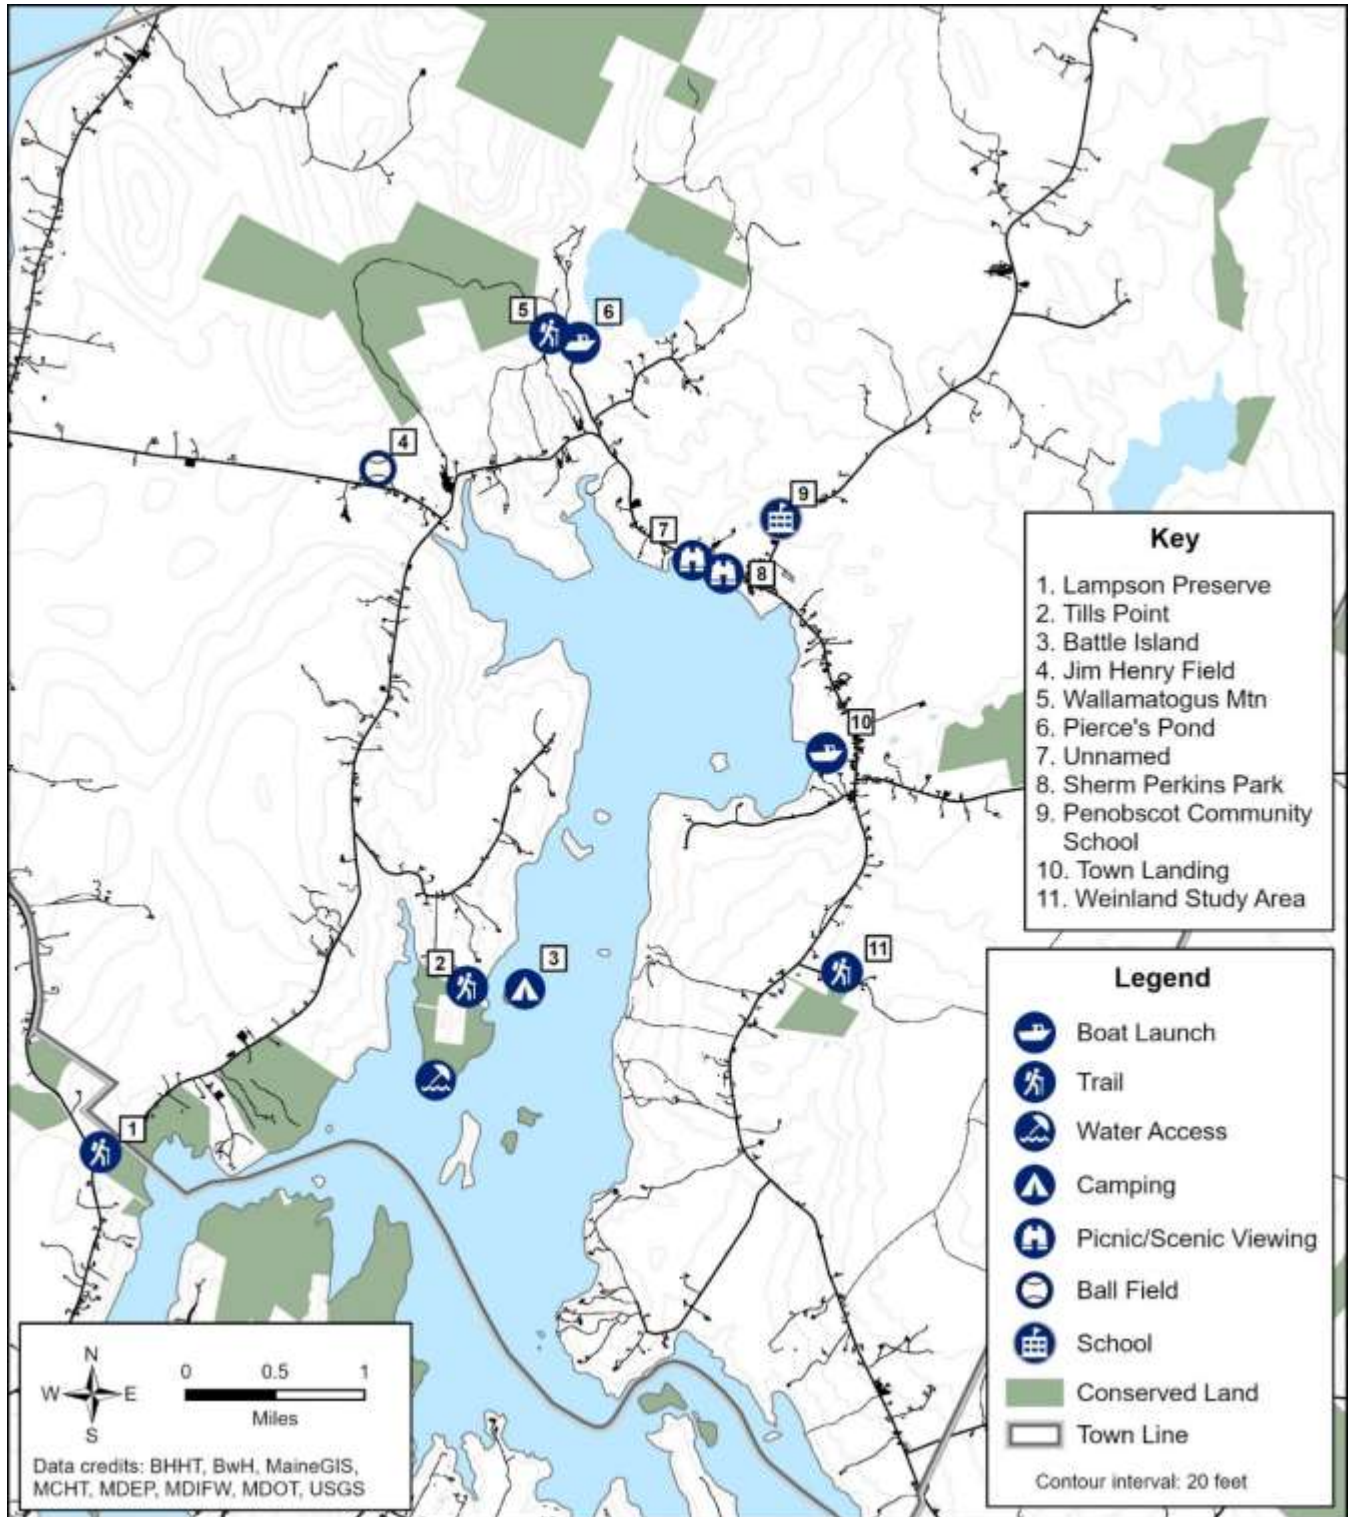 5
6
4
9
7
8
10
11
2
3
1
Key
1. Lampson Preserve
2. Tills Point
3. Battle Island
4. Jim Henry Field
5. Wallamatogus Mtn
6. Pierce's Pond
7. Unnamed
8. Sherm Perkins Park
9. Penobscot Community
School
10. Town Landing
11. Weinland Study Area
Legend
Boat Launch
Trail
Water Access
Camping
Picnic/Scenic Viewing
Ball Field
School
Conserved Land
Town Line
Contour interval: 20 feet
N
W E
S
0 0.5 1
Miles
Data credits: BHHT, BwH, MaineGIS,
MCHT, MDEP, MDIFW, MDOT, USGS